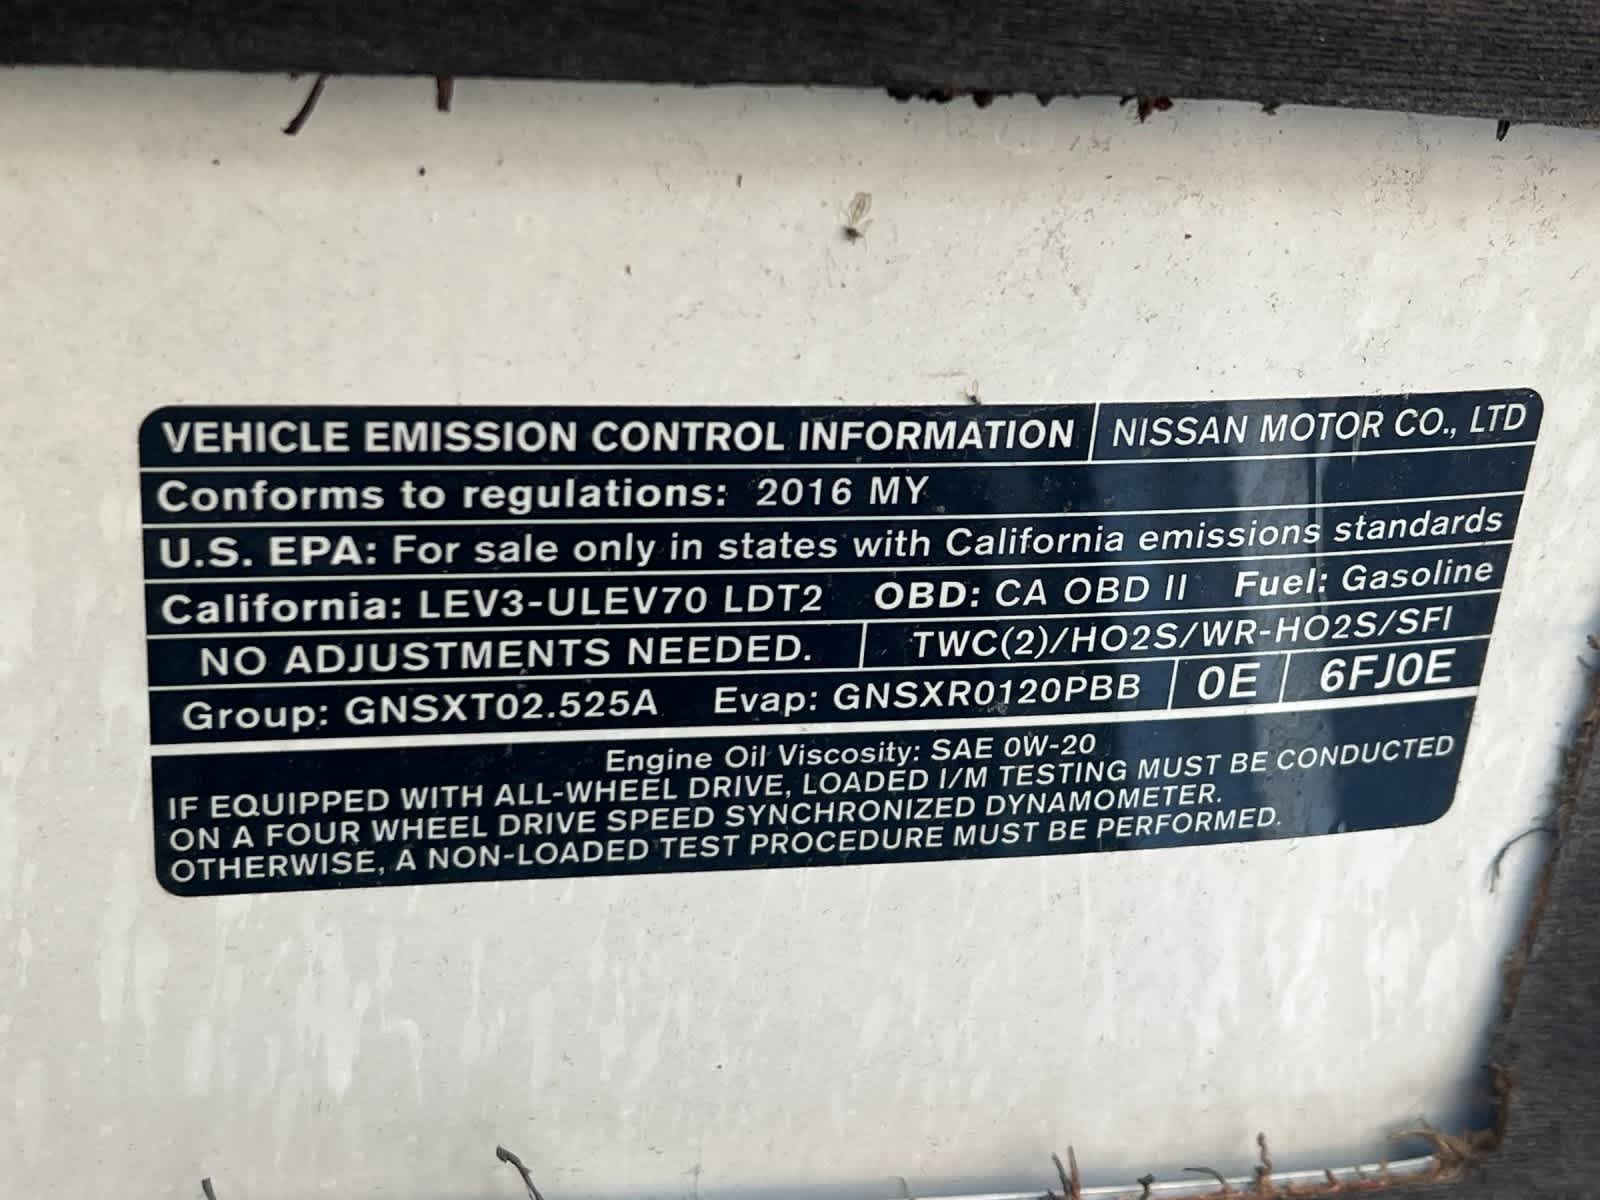 VEHICLE EMISSION CONTROL INFORMATION NISSAN MOTOR CO., LTD
Conforms to regulations: 2016 MY
U.S. EPA: For sale only in states with California emissions standards
California: LEV3-ULEV70 LDT2 OBD: CA OBD II Fuel: Gasoline
NO ADJUSTMENTS NEEDED. TWC(2)/HO2S/WR-HO2S/SFI
Group: GNSXT02.525A Evap: GNSXR0120PBB 0E 6FJ0E
Engine Oil Viscosity: SAE 0W-20
IF EQUIPPED WITH ALL-WHEEL DRIVE, LOADED I/M TESTING MUST BE CONDUCTED
ON A FOUR WHEEL DRIVE SPEED SYNCHRONIZED DYNAMOMETER.
OTHERWISE, A NON-LOADED TEST PROCEDURE MUST BE PERFORMED.